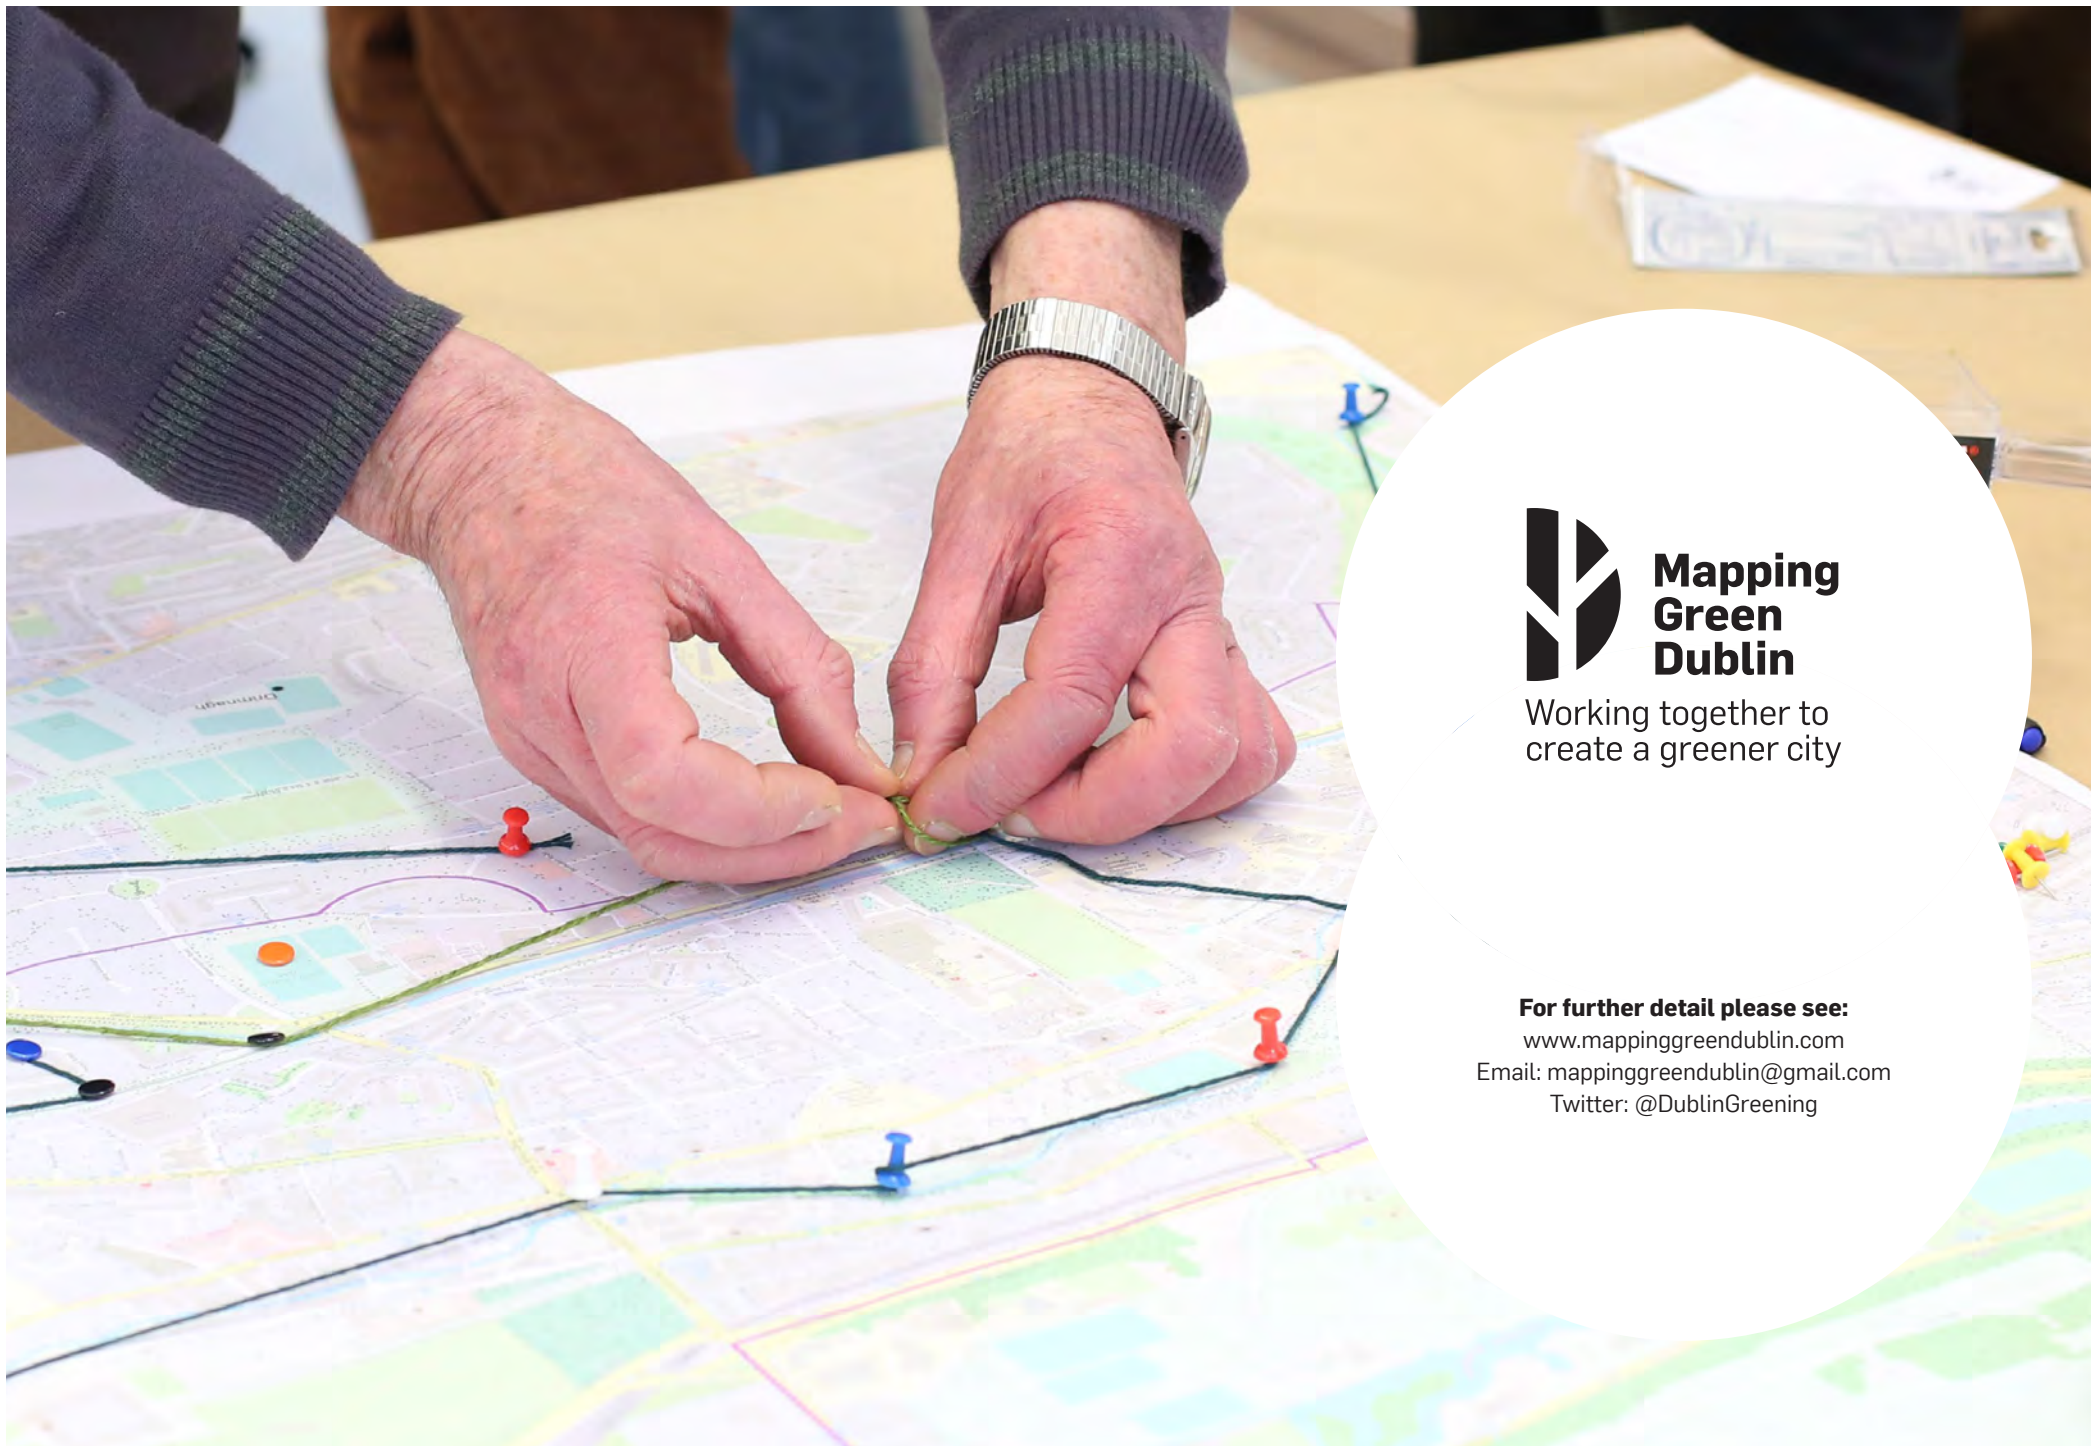 Mapping
Green
Dublin
Working together to
create a greener city
For further detail please see:
www.mappinggreendublin.com
Email: mappinggreendublin@gmail.com
Twitter: @DublinGreening
Drimnagh